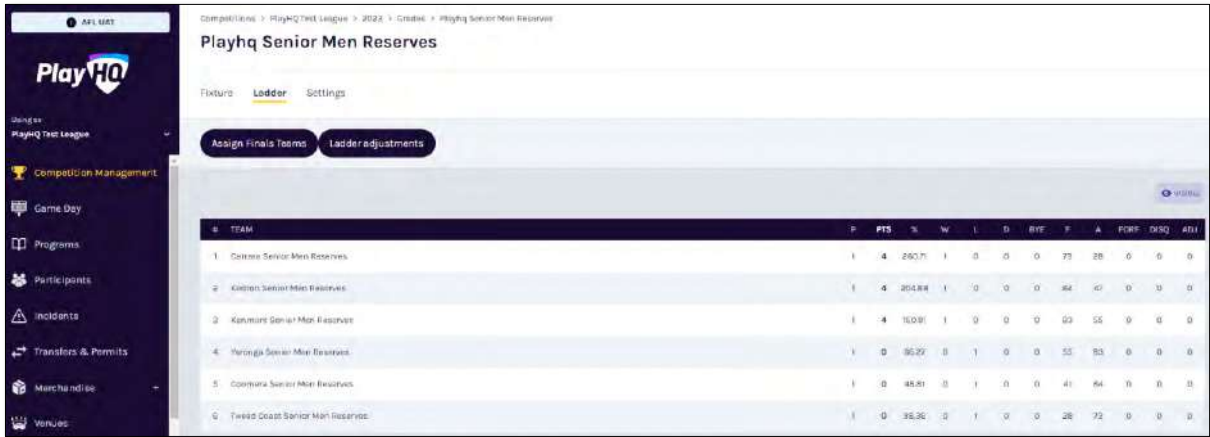 AFL UAT
Competitions > PlayHQ Test League > 2023 > Grades > Playhq Senior Men Reserves
Playhq Senior Men Reserves
PlayHQ
Fixture Ladder Settings
Using as
PlayHQ Test League
Assign Finals Teams Ladder adjustments
Competition Management
Game Day
Programs
Participants
Incidents
Transfers & Permits
Merchandise
Venues
VISIBLE
# TEAM P PTS % W L D BYE F A FORF DISQ ADJ
1 Senior Men Reserves 1 4 260.71 1 0 0 0 73 28 0 0 0
2 Kedron Senior Men Reserves 1 4 204.88 1 0 0 0 84 41 0 0 0
3 Kenmore Senior Men Reserves 1 4 150.91 1 0 0 0 83 55 0 0 0
4 Yeronga Senior Men Reserves 1 0 66.27 0 1 0 0 55 83 0 0 0
5 Coomera Senior Men Reserves 1 0 48.81 0 1 0 0 41 84 0 0 0
6 Tweed Coast Senior Men Reserves 1 0 38.36 0 1 0 0 28 73 0 0 0